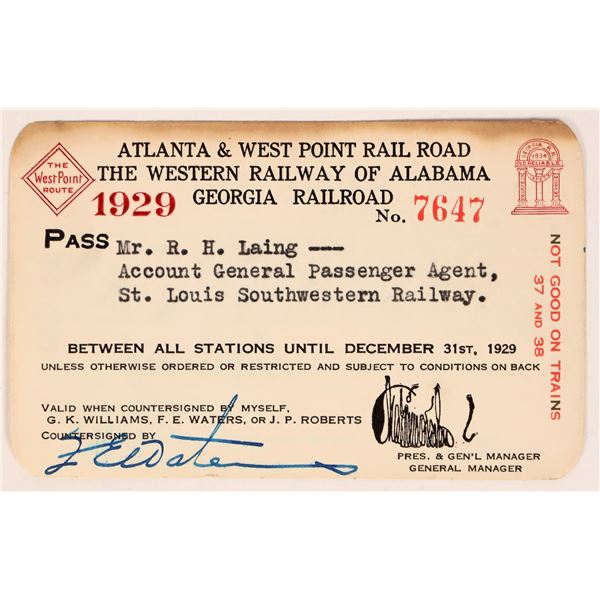 THE
West Point
ROUTE
ATLANTA & WEST POINT RAIL ROAD
THE WESTERN RAILWAY OF ALABAMA
GEORGIA RAILROAD
1929
No. 7647
GEORGIA R.R.
1834
OLD RELIABLE
PASS Mr. R. H. Laing ---
Account General Passenger Agent,
St. Louis Southwestern Railway.
NOT GOOD ON TRAINS
37 AND 38
BETWEEN ALL STATIONS UNTIL DECEMBER 31ST, 1929
UNLESS OTHERWISE ORDERED OR RESTRICTED AND SUBJECT TO CONDITIONS ON BACK
VALID WHEN COUNTERSIGNED BY MYSELF,
G. K. WILLIAMS, F. E. WATERS, OR J. P. ROBERTS
COUNTERSIGNED BY
F E Waters
PRES. & GEN'L MANAGER
GENERAL MANAGER